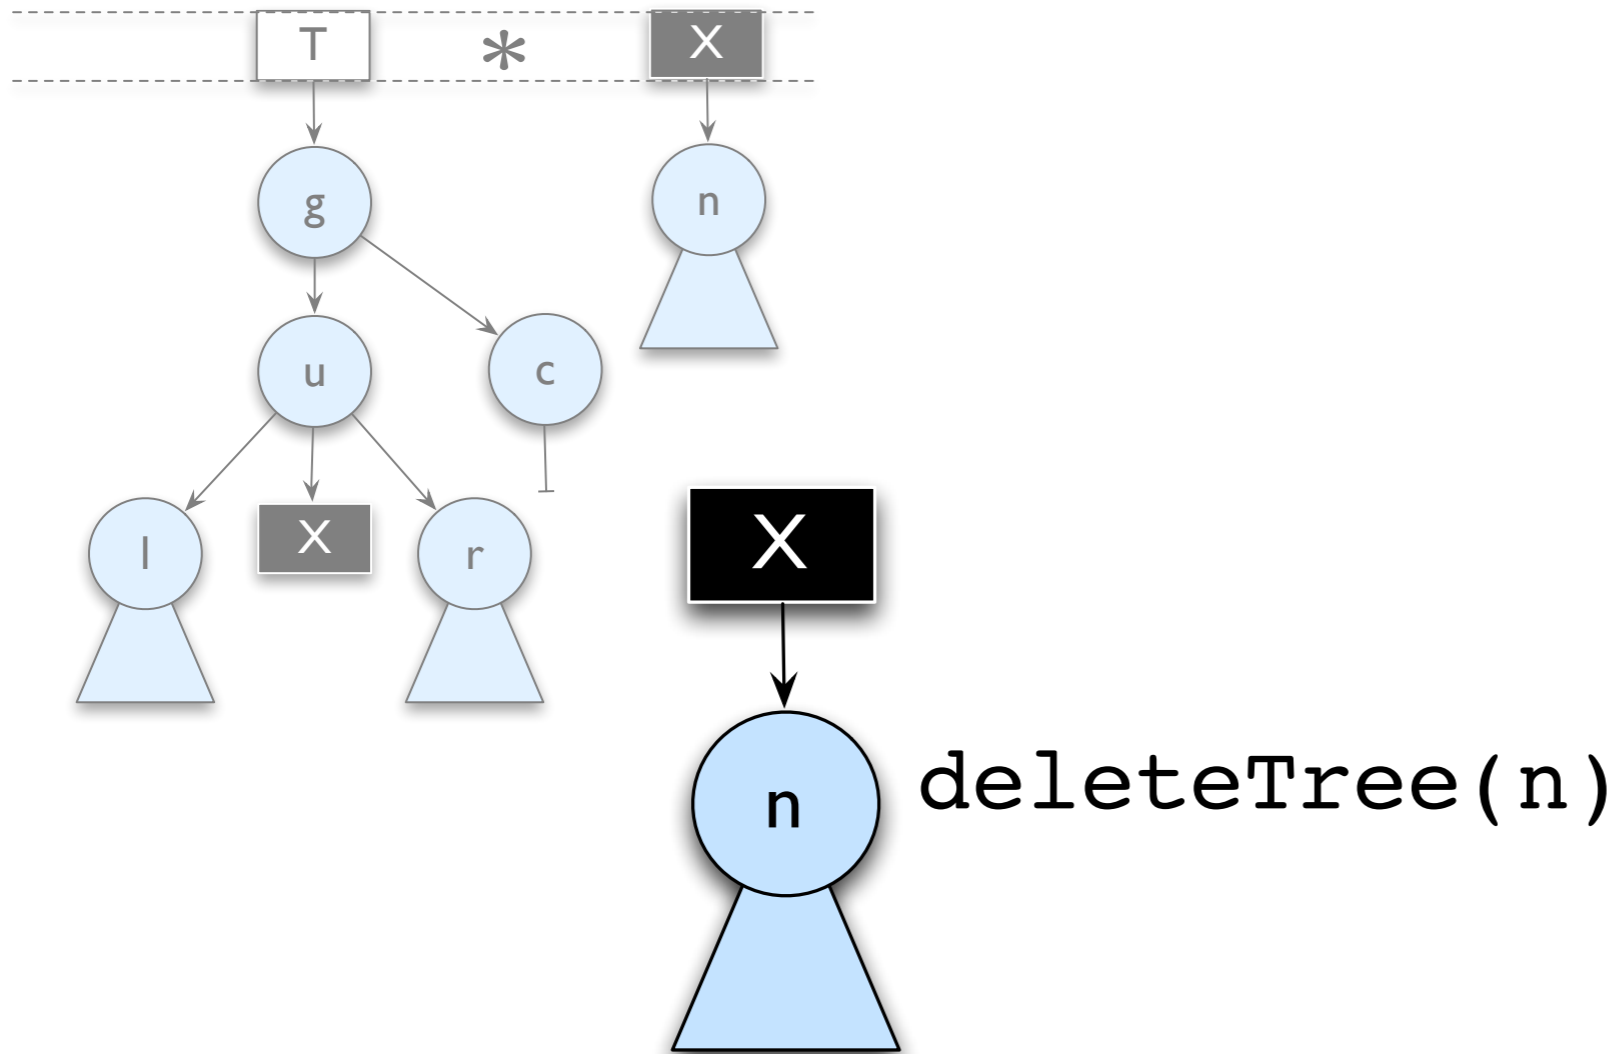 T * X
g n
u c
l X r
X
n deleteTree(n)